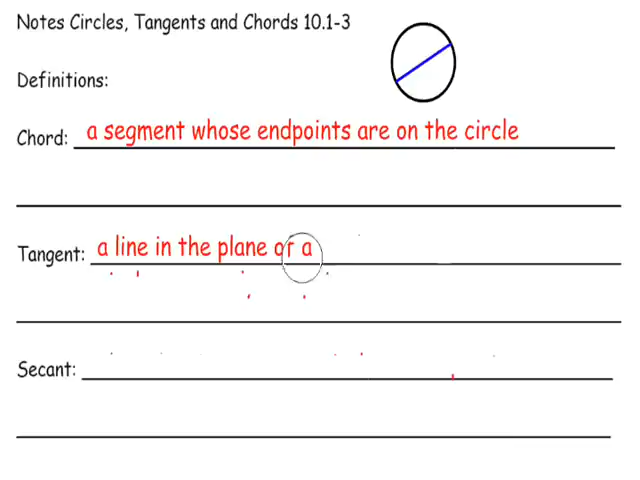 Notes Circles, Tangents and Chords 10.1-3
Definitions:
Chord: a segment whose endpoints are on the circle
Tangent: a line in the plane or a
Secant: